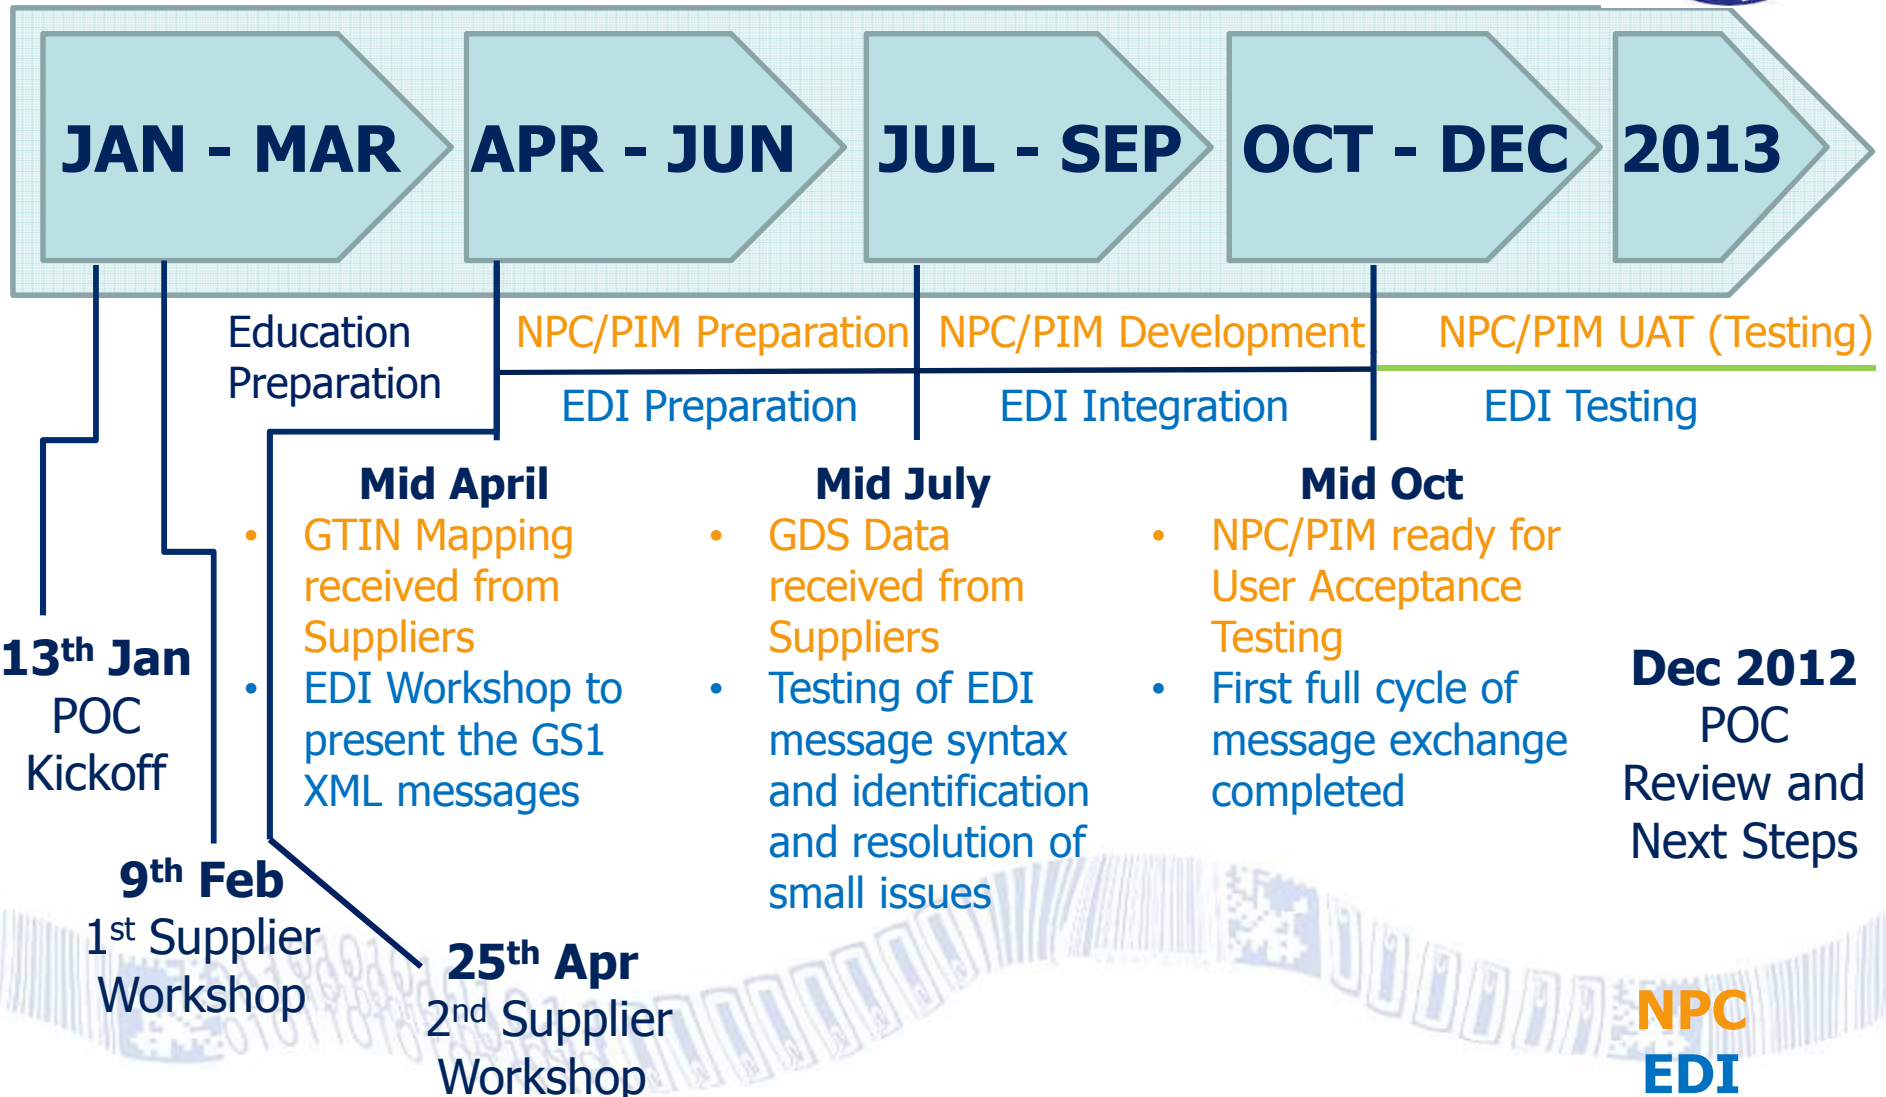 JAN - MAR
APR - JUN
JUL - SEP
OCT - DEC
2013
Education
Preparation
NPC/PIM Preparation
EDI Preparation
NPC/PIM Development
EDI Integration
NPC/PIM UAT (Testing)
EDI Testing
13th Jan
POC
Kickoff
9th Feb
1st Supplier
Workshop
Mid April
• GTIN Mapping
received from
Suppliers
• EDI Workshop to
present the GS1
XML messages
25th Apr
2nd Supplier
Workshop
Mid July
• GDS Data
received from
Suppliers
• Testing of EDI
message syntax
and identification
and resolution of
small issues
Mid Oct
• NPC/PIM ready for
User Acceptance
Testing
• First full cycle of
message exchange
completed
Dec 2012
POC
Review and
Next Steps
NPC
EDI